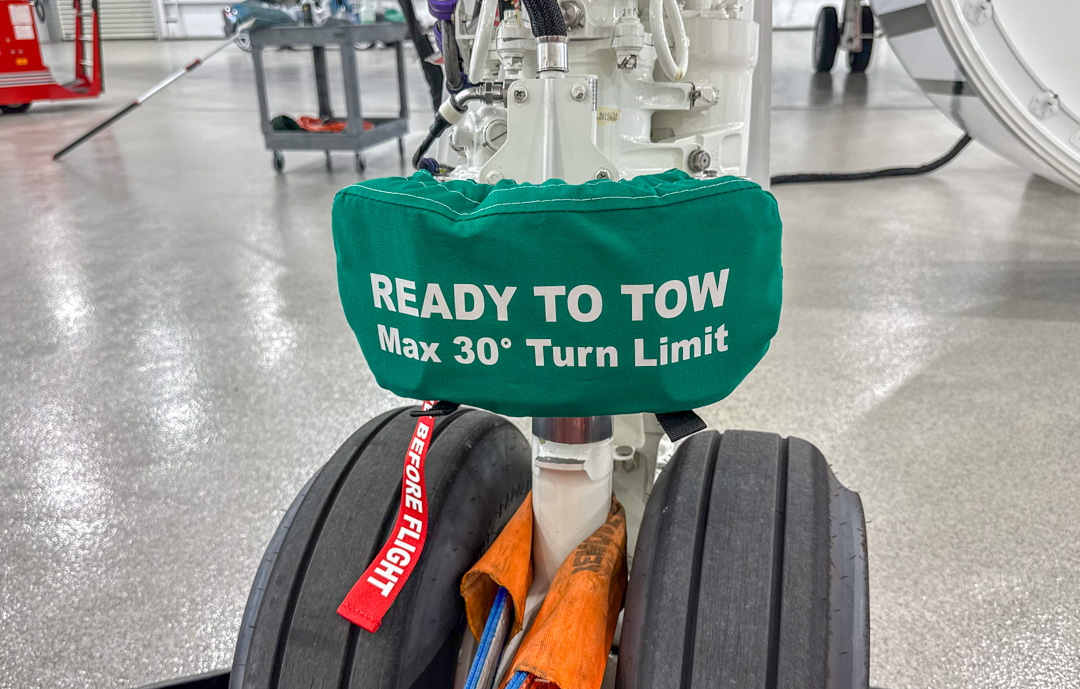 READY TO TOW
Max 30° Turn Limit
BEFORE FLIGHT